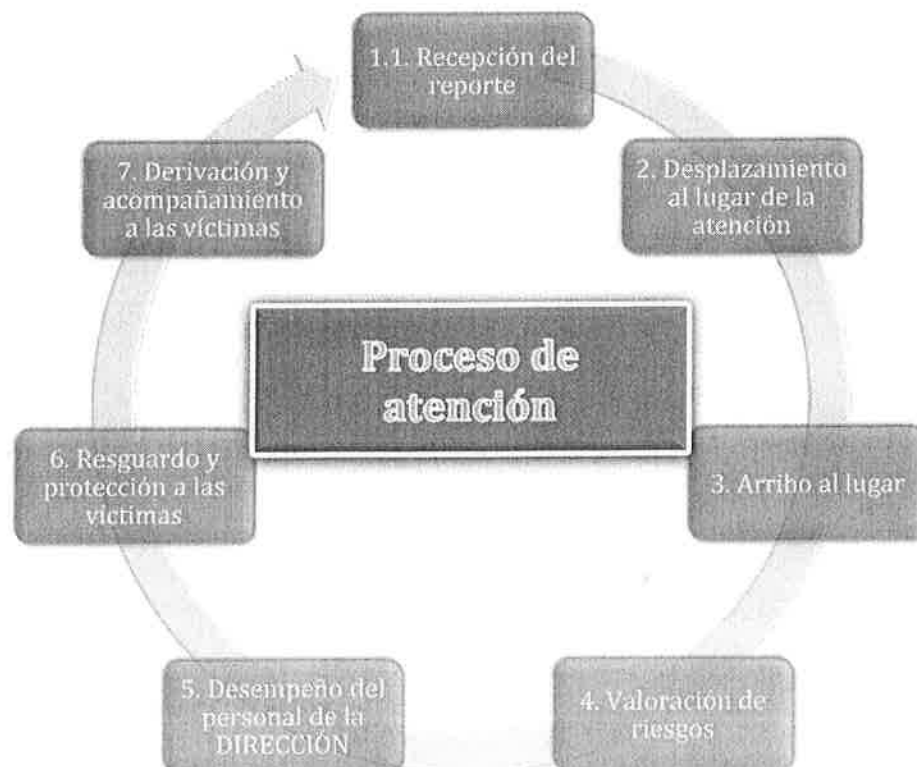 1.1. Recepción del
reporte
2. Desplazamiento
al lugar de la
atención
3. Arribo al lugar
4. Valoración de
riesgos
5. Desempeño del
personal de la
DIRECCIÓN
6. Resguardo y
protección a las
víctimas
7. Derivación y
acompañamiento
a las víctimas
Proceso de
atención